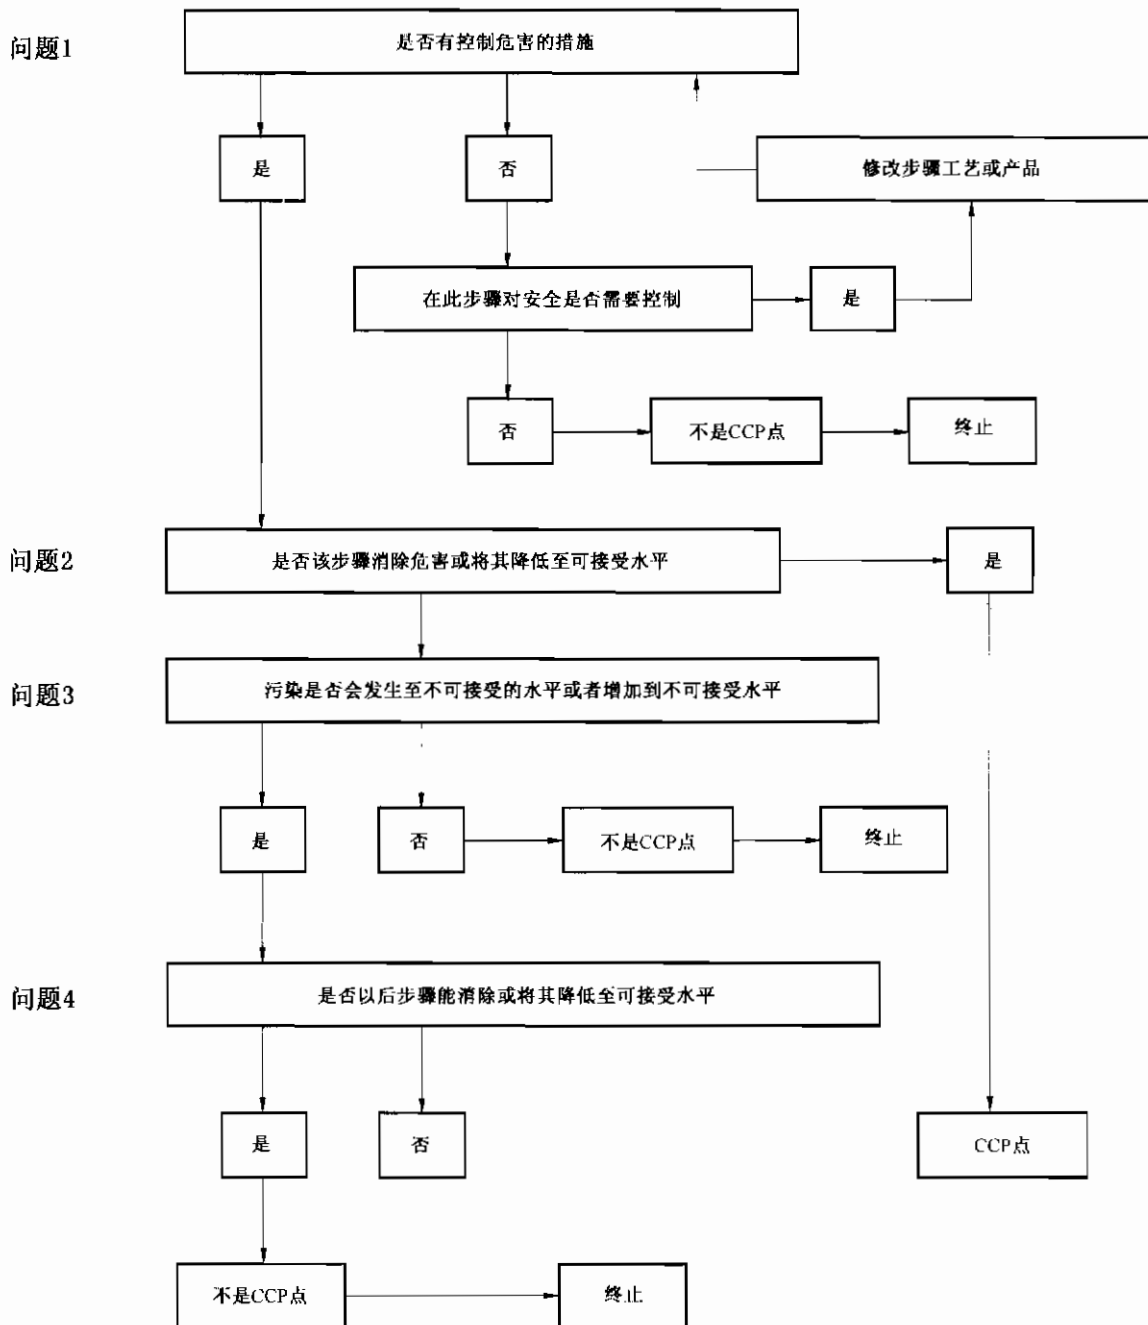 问题1
是否有控制危害的措施
是
否
修改步骤工艺或产品
在此步骤对安全是否需要控制
是
否
不是CCP点
终止
问题2
是否该步骤消除危害或将其降低至可接受水平
是
问题3
污染是否会发生至不可接受的水平或者增加到不可接受水平
是
否
不是CCP点
终止
问题4
是否以后步骤能消除或将其降低至可接受水平
是
否
CCP点
不是CCP点
终止